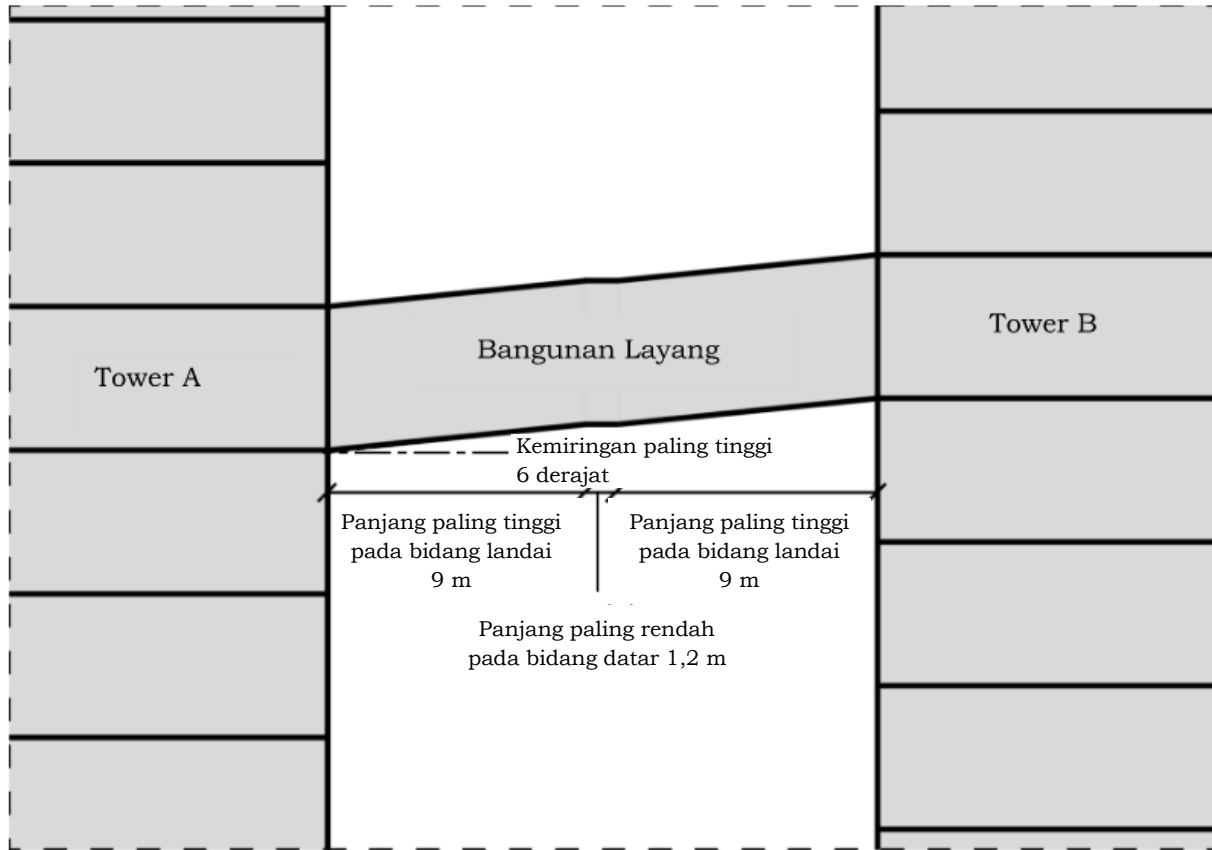 Tower B
Bangunan Layang
Tower A
Kemiringan paling tinggi
6 derajat
Panjang paling tinggi
pada bidang landai
9 m
Panjang paling tinggi
pada bidang landai
9 m
Panjang paling rendah
pada bidang datar 1,2 m